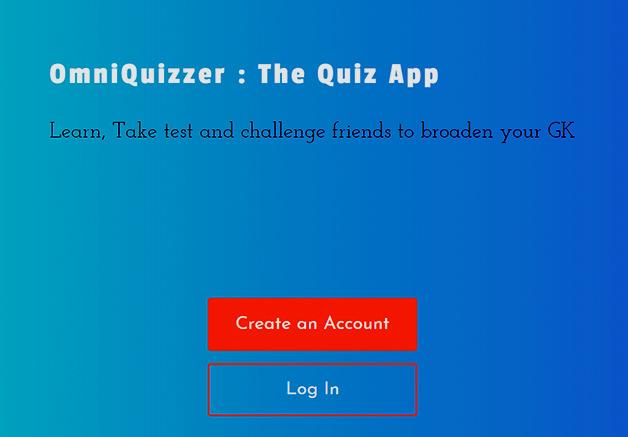 OmniQuizzer : The Quiz App
Learn, Take test and challenge friends to broaden your GK
Create an Account
Log In